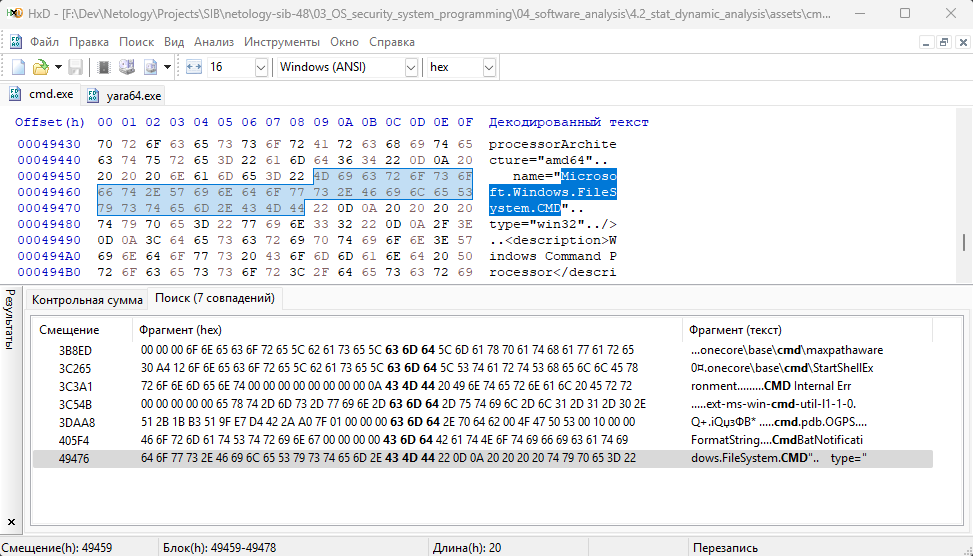 HxD - [F:\Dev\Netology\Projects\SIB\netology-sib-48\03_OS_security_system_programming\04_software_analysis\4.2_stat_dynamic_analysis\assets\cm...
Файл Правка Поиск Вид Анализ Инструменты Окно Справка
16 Windows (ANSI) hex
cmd.exe yara64.exe
Offset(h) 00 01 02 03 04 05 06 07 08 09 0A 0B 0C 0D 0E 0F Декодированный текст
00049430 70 72 6F 63 65 73 73 6F 72 41 72 63 68 69 74 65 processorArchite
00049440 63 74 75 72 65 3D 22 61 6D 64 36 34 22 0D 0A 20 cture="amd64"..
00049450 20 20 20 6E 61 6D 65 3D 22 4D 69 63 72 6F 73 6F name="Microso
00049460 66 74 2E 57 69 6E 64 6F 77 73 2E 46 69 6C 65 53 ft.Windows.FileS
00049470 79 73 74 65 6D 2E 43 4D 44 22 0D 0A 20 20 20 20 ystem.CMD"..
00049480 74 79 70 65 3D 22 77 69 6E 33 32 22 0D 0A 2F 3E type="win32"../>
00049490 0D 0A 3C 64 65 73 63 72 69 70 74 69 6F 6E 3E 57 ..<description>W
000494A0 69 6E 64 6F 77 73 20 43 6F 6D 6D 61 6E 64 20 50 indows Command P
000494B0 72 6F 63 65 73 73 6F 72 3C 2F 64 65 73 63 72 69 rocessor</descri
Результаты
Контрольная сумма Поиск (7 совпадений)
Смещение Фрагмент (hex) Фрагмент (текст)
3B8ED 00 00 00 6F 6E 65 63 6F 72 65 5C 62 61 73 65 5C 63 6D 64 5C 6D 61 78 70 61 74 68 61 77 61 72 65 ...onecore\base\cmd\maxpathaware
3C265 30 A4 12 6F 6E 65 63 6F 72 65 5C 62 61 73 65 5C 63 6D 64 5C 53 74 61 72 74 53 68 65 6C 6C 45 78 0¤.onecore\base\cmd\StartShellEx
3C3A1 72 6F 6E 6D 65 6E 74 00 00 00 00 00 00 00 00 0A 43 4D 44 20 49 6E 74 65 72 6E 61 6C 20 45 72 72 ronment.........CMD Internal Err
3C54B 00 00 00 00 00 65 78 74 2D 6D 73 2D 77 69 6E 2D 63 6D 64 2D 75 74 69 6C 2D 6C 31 2D 31 2D 30 2E .....ext-ms-win-cmd-util-l1-1-0.
3DAA8 51 2B 1B B3 51 9F E7 D4 42 2A A0 7F 01 00 00 00 63 6D 64 2E 70 64 62 00 4F 47 50 53 00 10 00 00 Q+.iQџзФB* .....cmd.pdb.OGPS....
405F4 46 6F 72 6D 61 74 53 74 72 69 6E 67 00 00 00 00 43 6D 64 42 61 74 4E 6F 74 69 66 69 63 61 74 69 FormatString....CmdBatNotificati
49476 64 6F 77 73 2E 46 69 6C 65 53 79 73 74 65 6D 2E 43 4D 44 22 0D 0A 20 20 20 20 74 79 70 65 3D 22 dows.FileSystem.CMD".. type="
Смещение(h): 49459 Блок(h): 49459-49478 Длина(h): 20 Перезапись